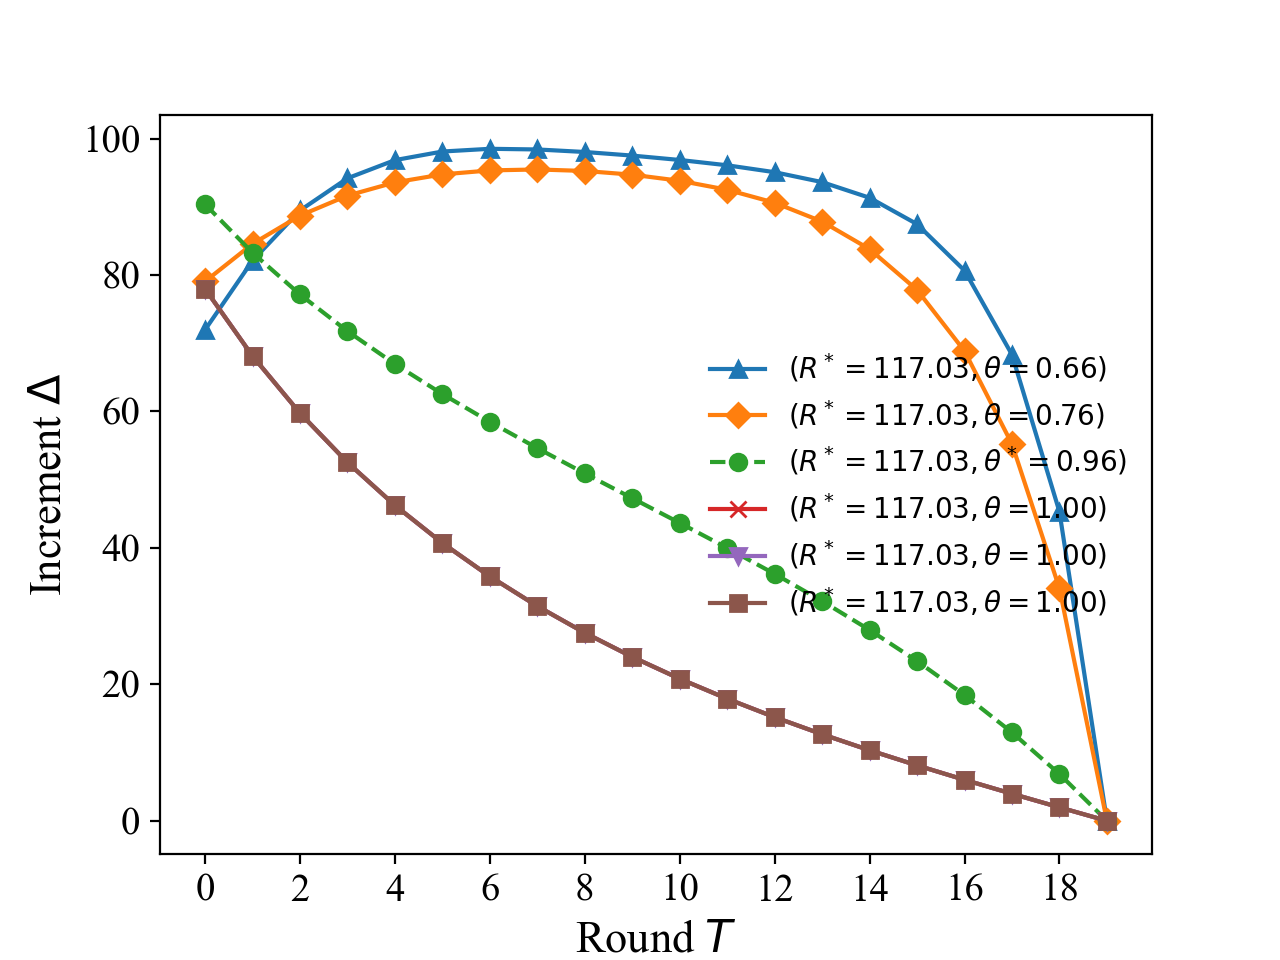 100
80
60
40
20
0
Increment Δ
(R* = 117.03, θ = 0.66)
(R* = 117.03, θ = 0.76)
(R* = 117.03, θ* = 0.96)
(R* = 117.03, θ = 1.00)
(R* = 117.03, θ = 1.00)
(R* = 117.03, θ = 1.00)
0 2 4 6 8 10 12 14 16 18
Round T